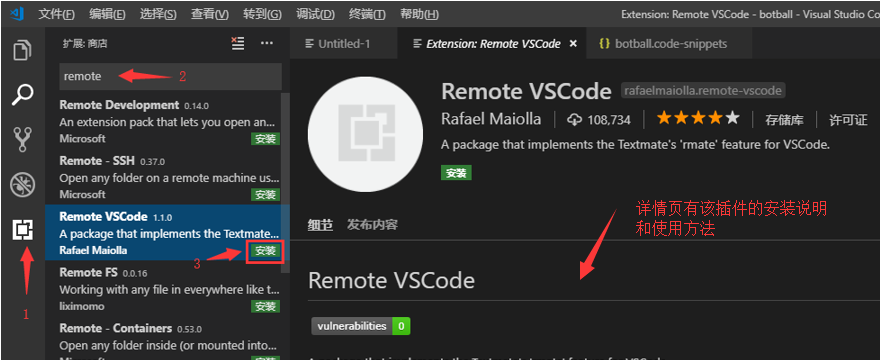 文件(F) 编辑(E) 选择(S) 查看(V) 转到(G) 调试(D) 终端(T) 帮助(H) Extension: Remote VSCode - botball - Visual Studio Co
扩展: 商店
Untitled-1 Extension: Remote VSCode × {} botball.code-snippets
remote
2
Remote Development 0.14.0
An extension pack that lets you open an...
Microsoft 安装
Remote - SSH 0.37.0
Open any folder on a remote machine us...
Microsoft 安装
Remote VSCode 1.1.0
A package that implements the Textmate...
Rafael Maiolla 安装
3
Remote FS 0.0.16
Working with any file in everywhere like t...
liximomo 安装
Remote - Containers 0.53.0
Open any folder inside (or mounted into...
1
Remote VSCode rafaelmaiolla.remote-vscode
Rafael Maiolla 108,734 存储库 许可证
A package that implements the Textmate's 'rmate' feature for VSCode.
安装
详情页有该插件的安装说明
和使用方法
细节 发布内容
Remote VSCode
vulnerabilities 0